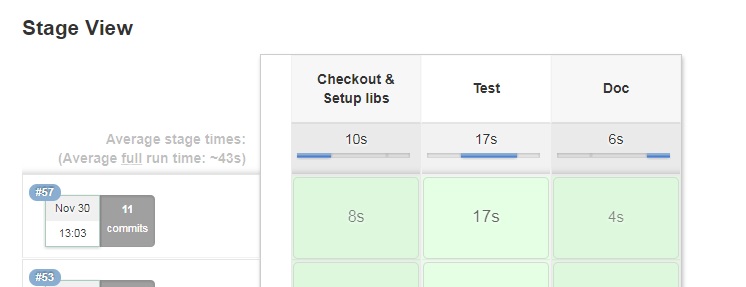 Stage View
Checkout &
Setup libs
Test
Doc
Average stage times:
(Average full run time: ~43s)
10s
17s
6s
#57
Nov 30
13:03
11
commits
8s
17s
4s
#53